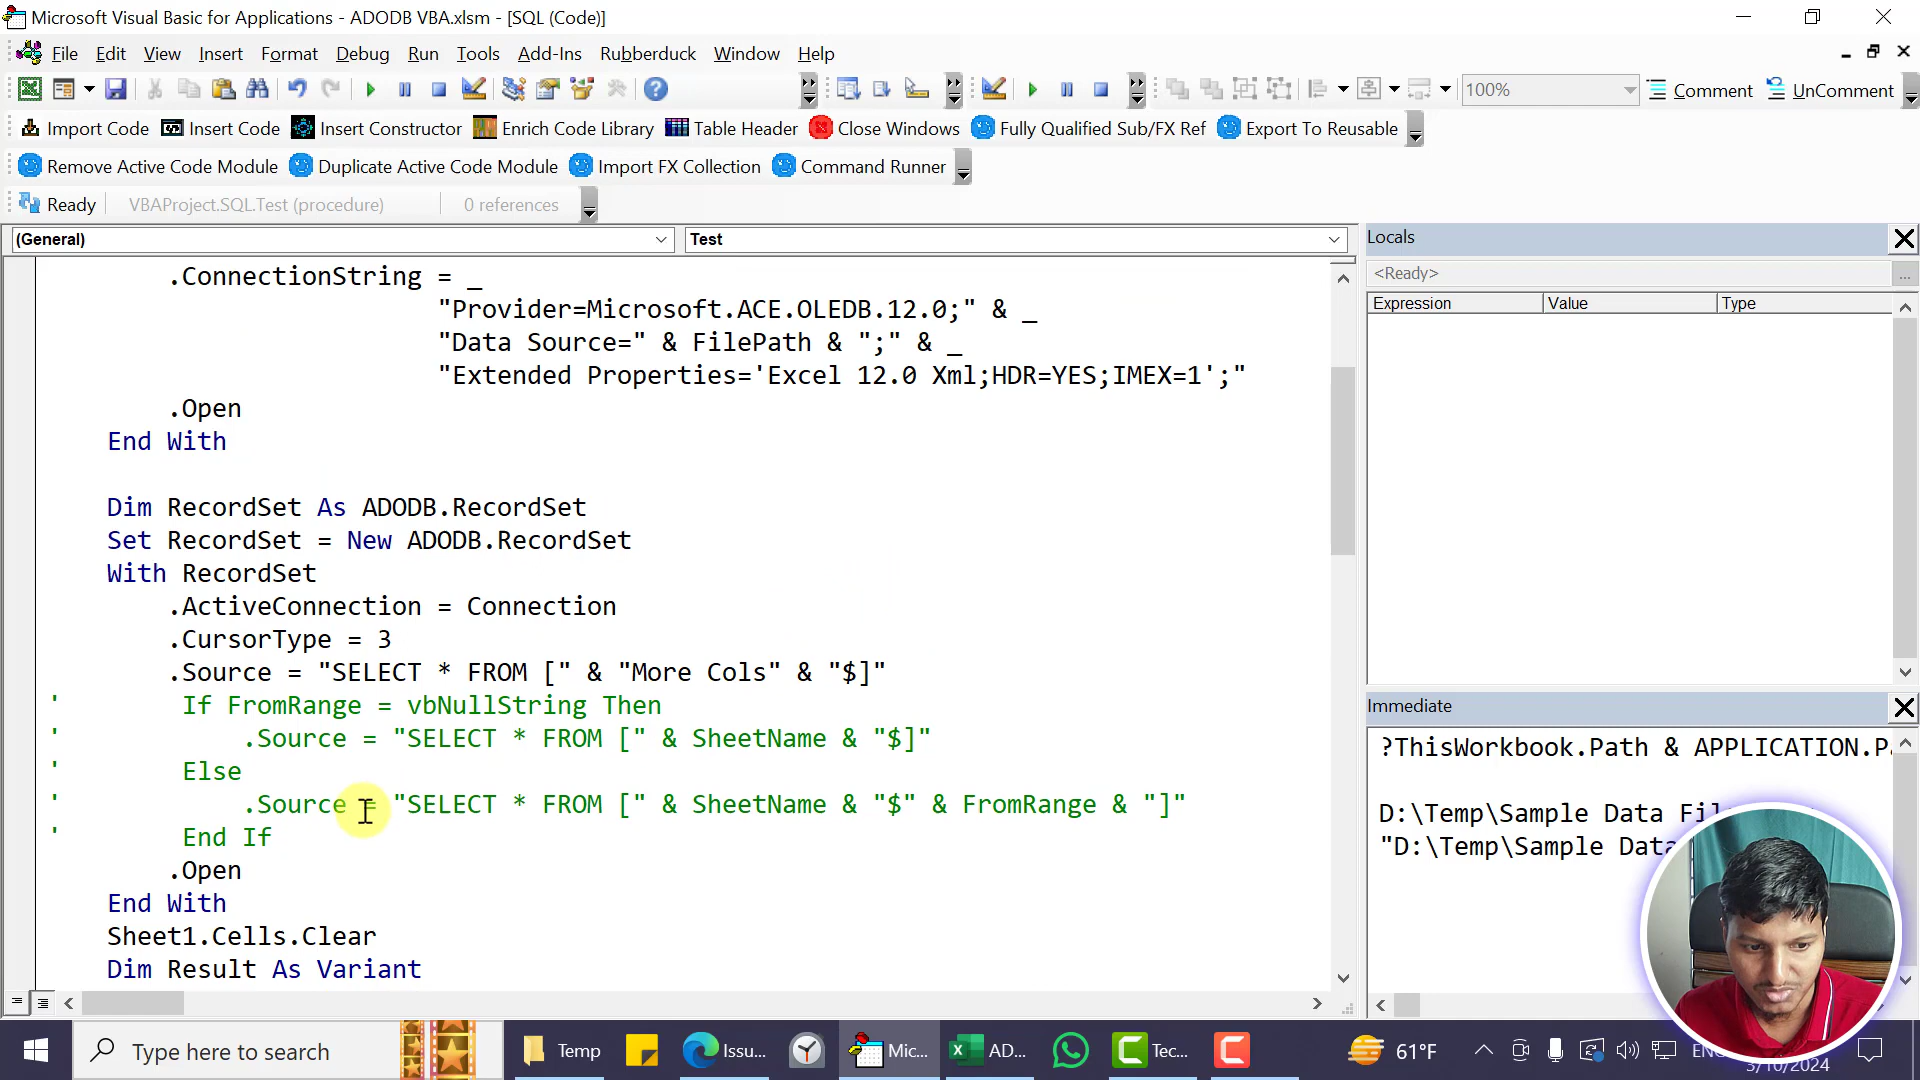 Microsoft Visual Basic for Applications - ADODB VBA.xlsm - [SQL (Code)]
File Edit View Insert Format Debug Run Tools Add-Ins Rubberduck Window Help
100% Comment UnComment
Import Code Insert Code Insert Constructor Enrich Code Library Table Header Close Windows Fully Qualified Sub/FX Ref Export To Reusable
Remove Active Code Module Duplicate Active Code Module Import FX Collection Command Runner
Ready VBAProject.SQL.Test (procedure) 0 references
(General) Test
.ConnectionString = _
"Provider=Microsoft.ACE.OLEDB.12.0;" & _
"Data Source=" & FilePath & ";" & _
"Extended Properties='Excel 12.0 Xml;HDR=YES;IMEX=1';"
.Open
End With
Dim RecordSet As ADODB.RecordSet
Set RecordSet = New ADODB.RecordSet
With RecordSet
.ActiveConnection = Connection
.CursorType = 3
.Source = "SELECT * FROM [" & "More Cols" & "$]"
' If FromRange = vbNullString Then
' .Source = "SELECT * FROM [" & SheetName & "$]"
' Else
' .Source = "SELECT * FROM [" & SheetName & "$" & FromRange & "]"
' End If
.Open
End With
Sheet1.Cells.Clear
Dim Result As Variant
Locals
<Ready> ...
Expression Value Type
Immediate
?ThisWorkbook.Path & APPLICATION.Pa
D:\Temp\Sample Data Fil
"D:\Temp\Sample Data
Type here to search Temp Issu... Mic... AD... Tec... 61°F ENG
3/10/2024